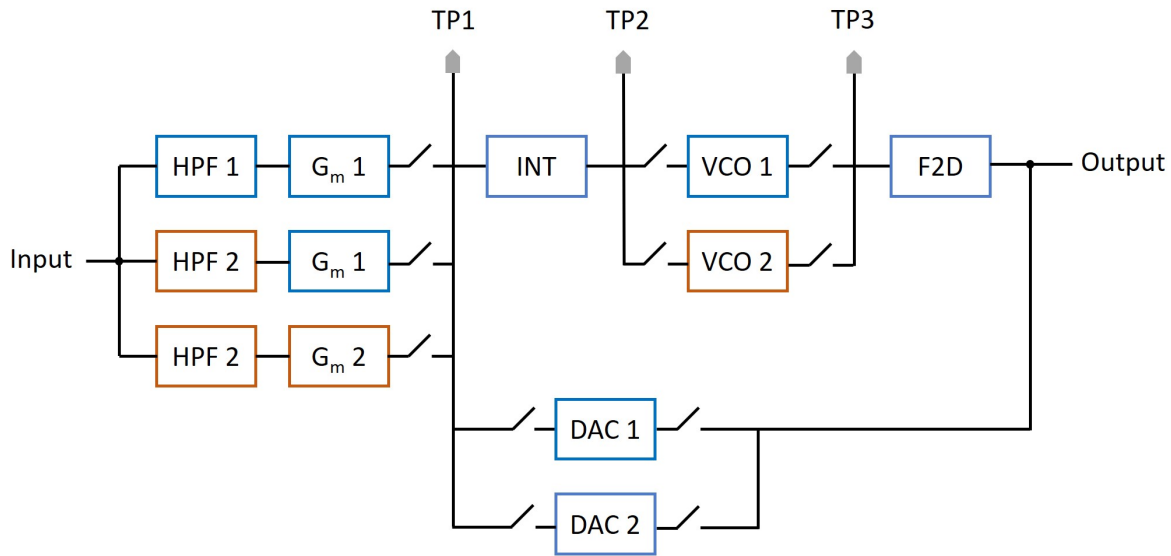 TP1
TP2
TP3
HPF 1
Gm 1
INT
VCO 1
F2D
Output
Input
HPF 2
Gm 1
VCO 2
HPF 2
Gm 2
DAC 1
DAC 2